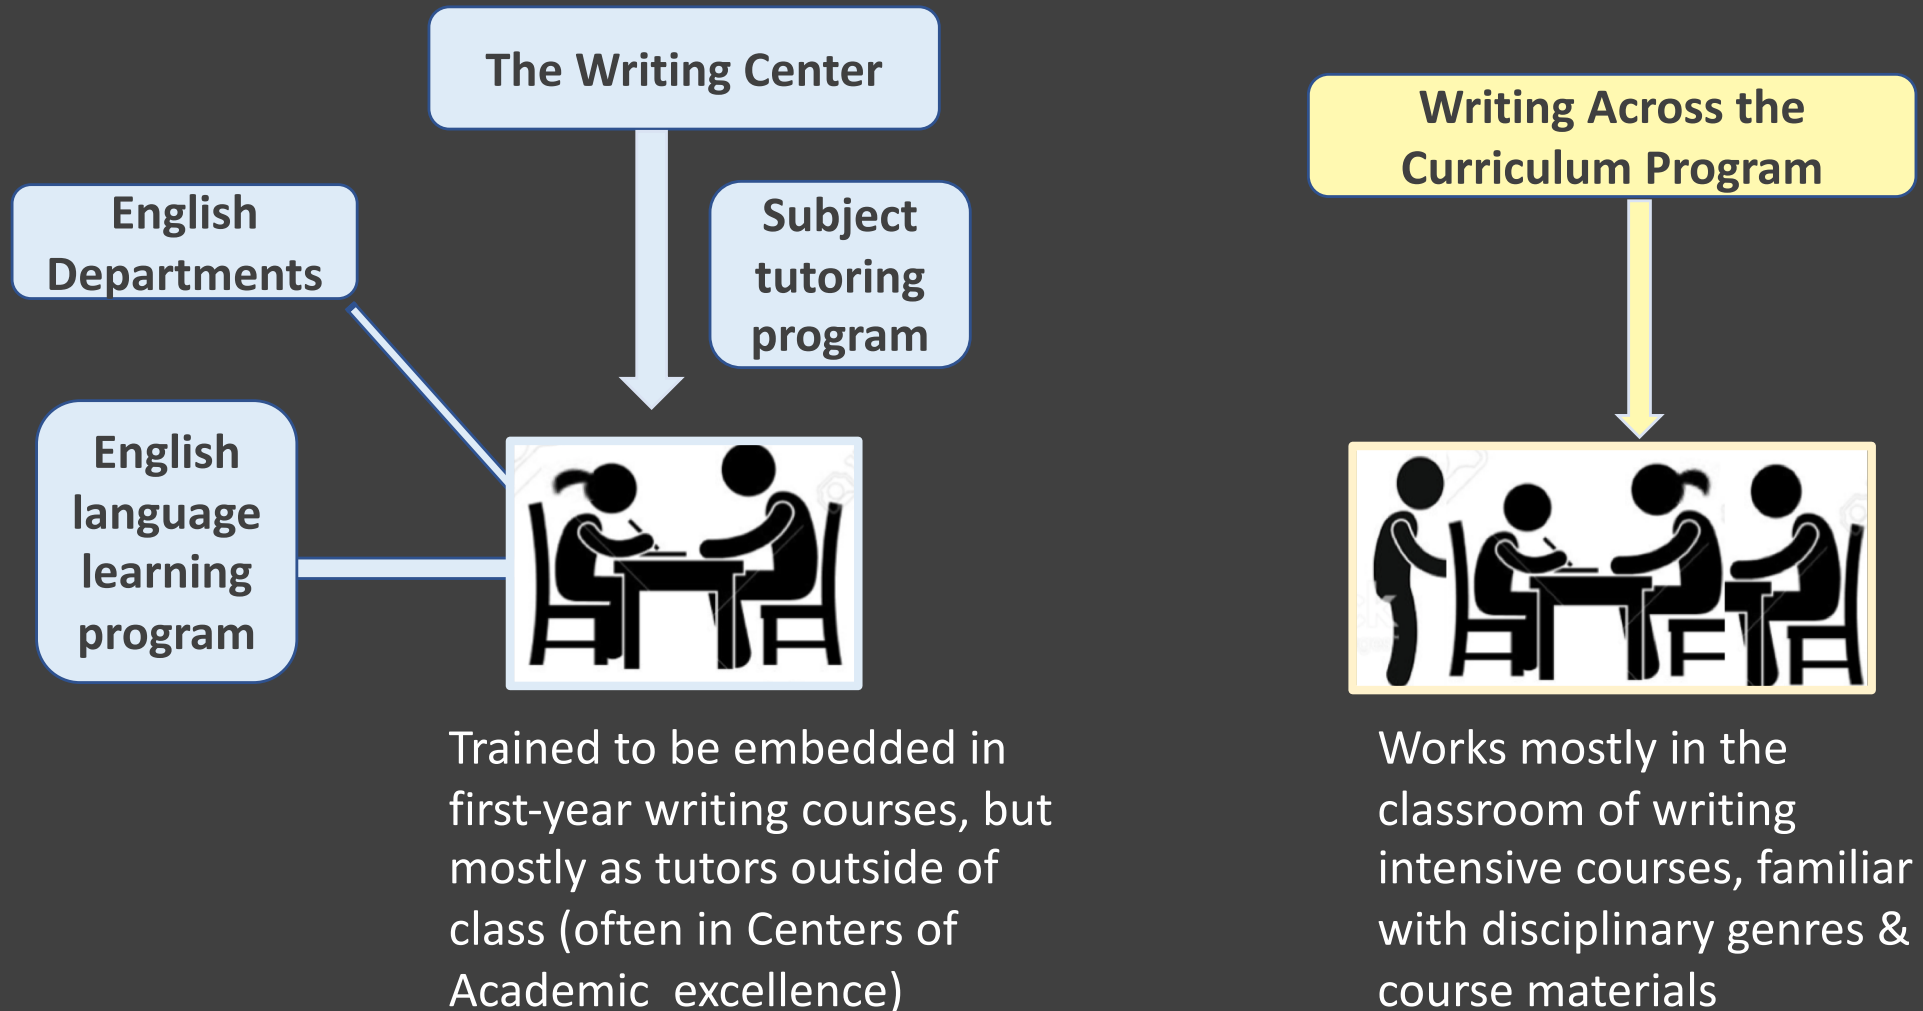 The Writing Center
Writing Across the
Curriculum Program
English
Departments
Subject
tutoring
program
English
language
learning
program
Trained to be embedded in
first-year writing courses, but
mostly as tutors outside of
class (often in Centers of
Academic  excellence)
Works mostly in the
classroom of writing
intensive courses, familiar
with disciplinary genres &
course materials